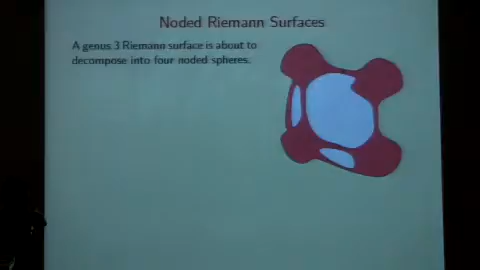 Noded Riemann Surfaces
A genus 3 Riemann surface is about to
decompose into four noded spheres.